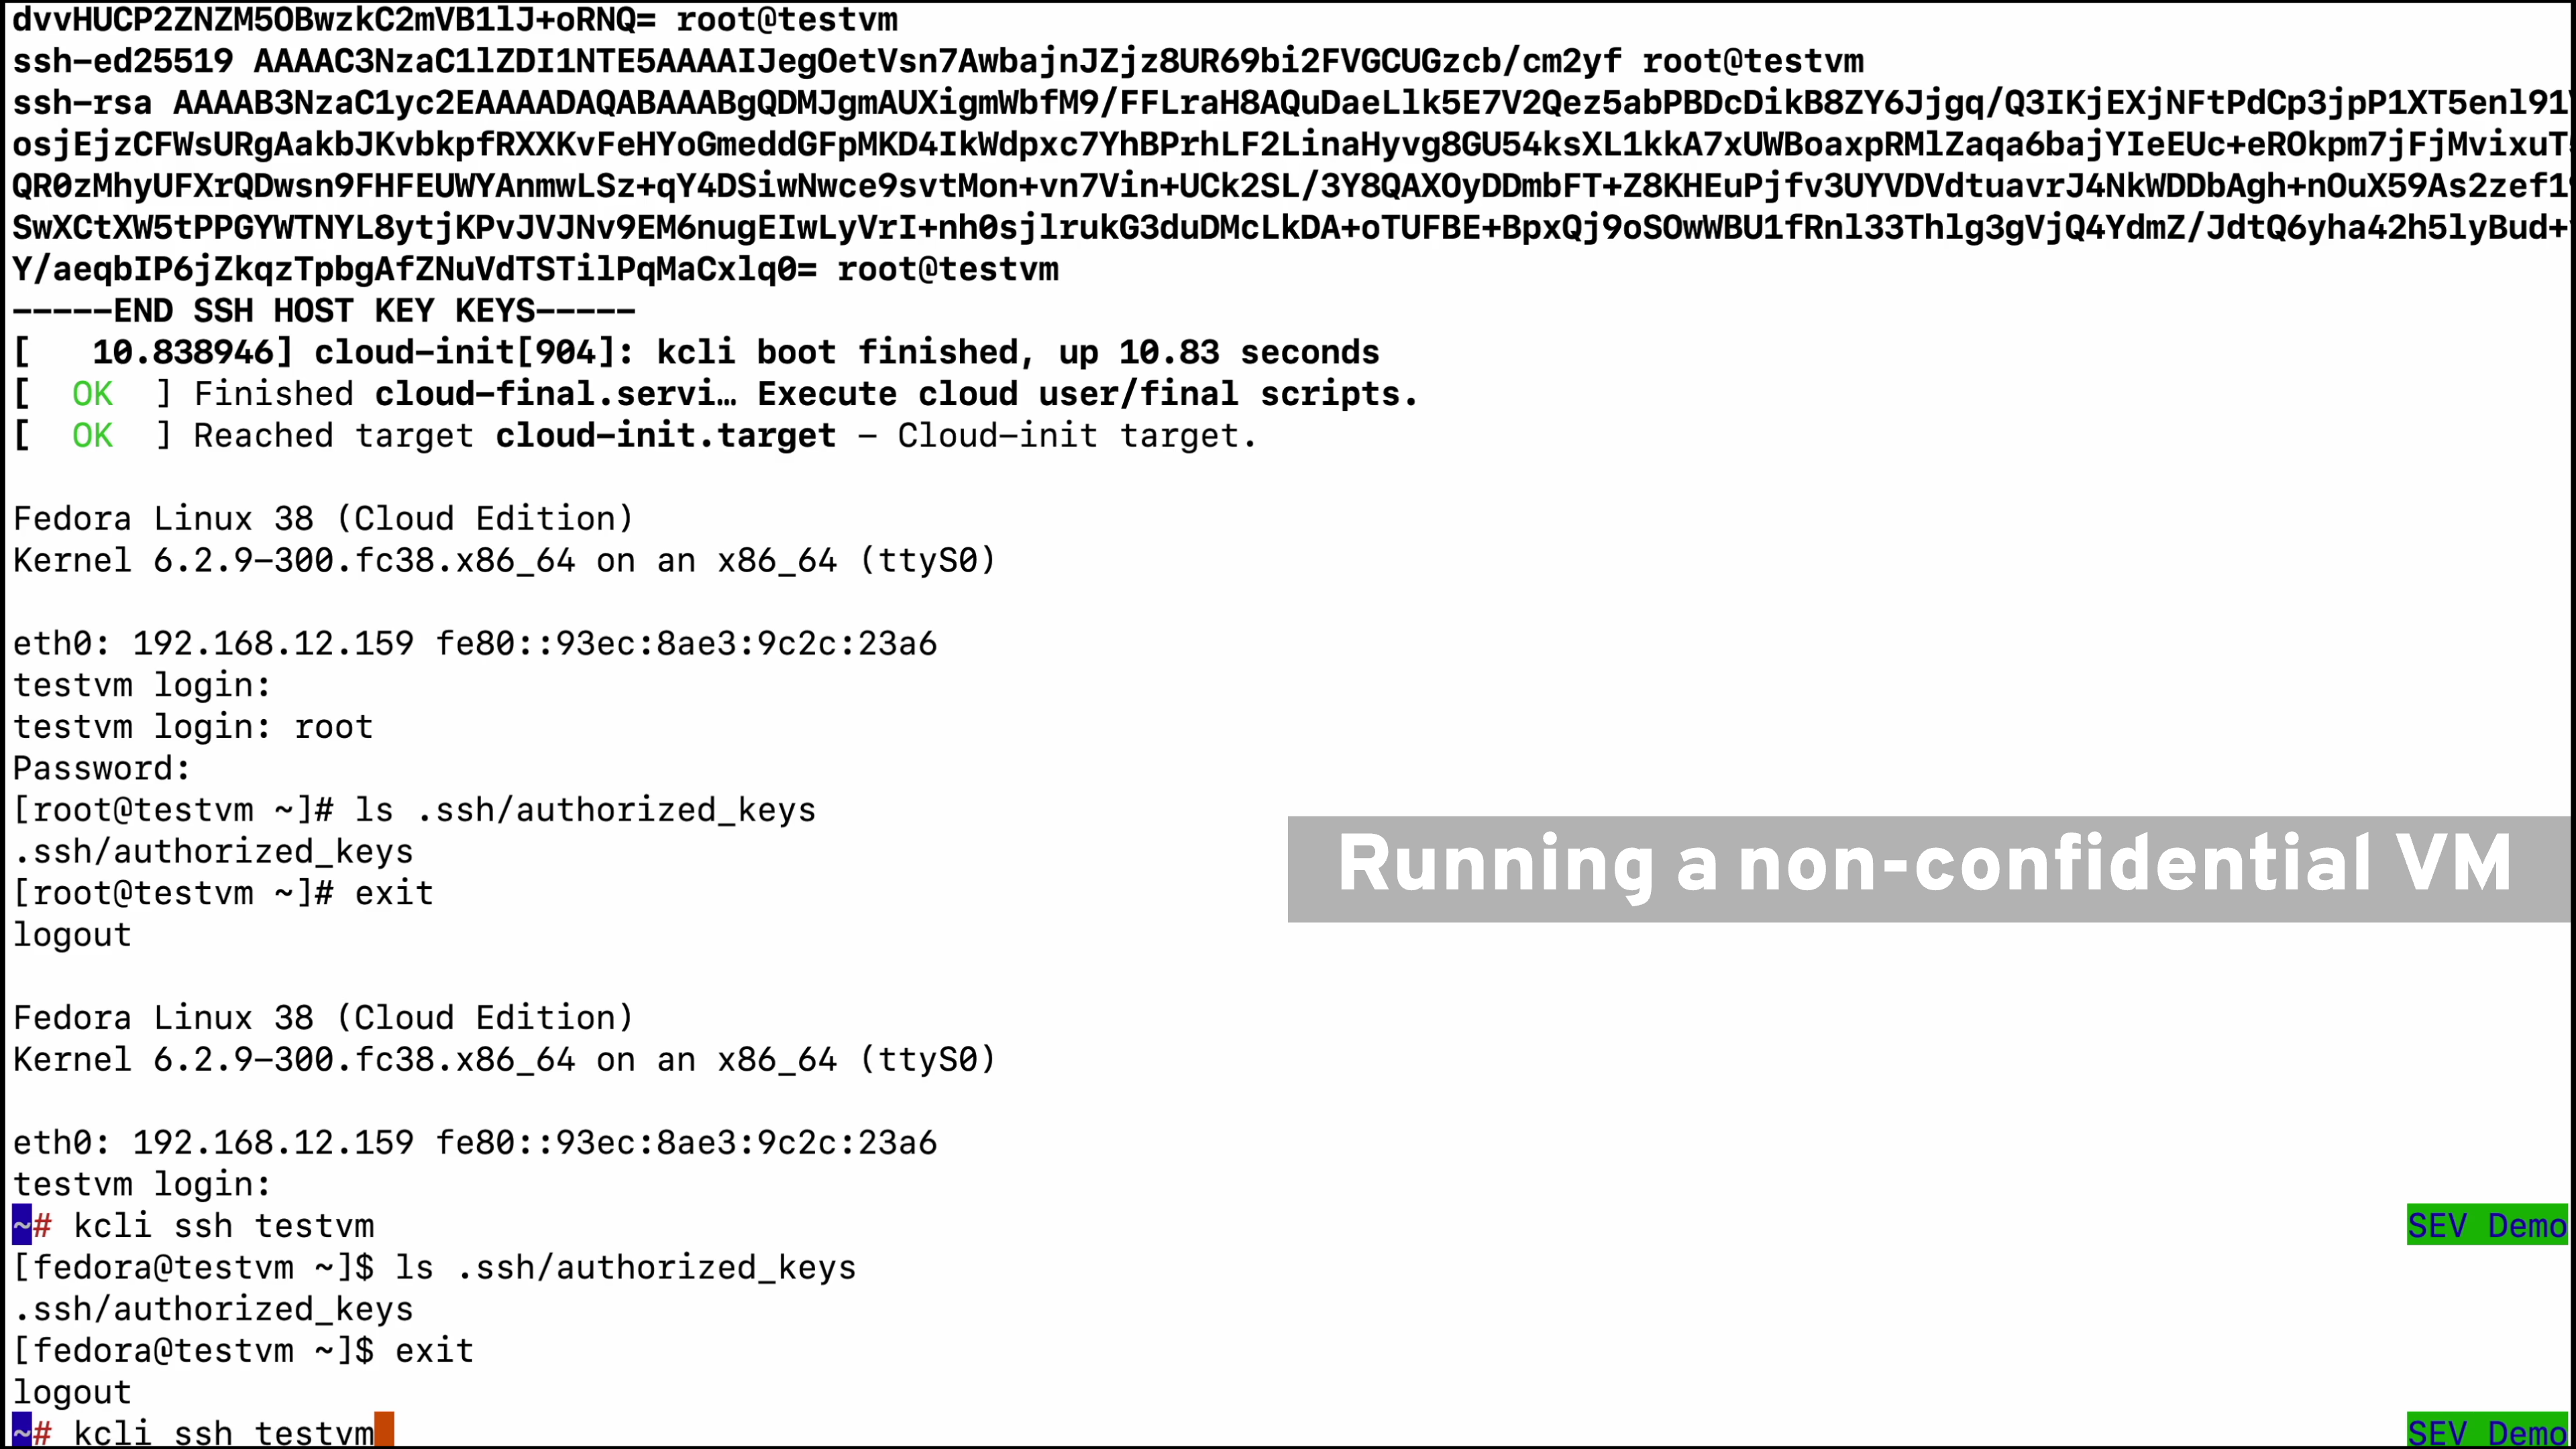 dvvHUCP2ZNZM5OBwzkC2mVB1lJ+oRNQ= root@testvm
ssh-ed25519 AAAAC3NzaC1lZDI1NTE5AAAAIJegOetVsn7AwbajnJZjz8UR69bi2FVGCUGzcb/cm2yf root@testvm
ssh-rsa AAAAB3NzaC1yc2EAAAADAQABAAABgQDMJgmAUXigmWbfM9/FFLraH8AQuDaeLlk5E7V2Qez5abPBDcDikB8ZY6Jjgq/Q3IKjEXjNFtPdCp3jpP1XT5enl91
osjEjzCFWsURgAakbJKvbkpfRXXKvFeHYoGmeddGFpMKD4IkWdpxc7YhBPrhLF2LinaHyvg8GU54ksXL1kkA7xUWBoaxpRMlZaqa6bajYIeEUc+eROkpm7jFjMvixuT
QR0zMhyUFXrQDwsn9FHFEUWYAnmwLSz+qY4DSiwNwce9svtMon+vn7Vin+UCk2SL/3Y8QAXOyDDmbFT+Z8KHEuPjfv3UYVDVdtuavrJ4NkWDDbAgh+nOuX59As2zef1
SwXCtXW5tPPGYWTNYL8ytjKPvJVJNv9EM6nugEIwLyVrI+nh0sjlrukG3duDMcLkDA+oTUFBE+BpxQj9oSOwWBU1fRnl33Thlg3gVjQ4YdmZ/JdtQ6yha42h5lyBud+
Y/aeqbIP6jZkqzTpbgAfZNuVdTSTilPqMaCxlq0= root@testvm
-----END SSH HOST KEY KEYS-----
[   10.838946] cloud-init[904]: kcli boot finished, up 10.83 seconds
[  OK  ] Finished cloud-final.servi… Execute cloud user/final scripts.
[  OK  ] Reached target cloud-init.target - Cloud-init target.
Fedora Linux 38 (Cloud Edition)
Kernel 6.2.9-300.fc38.x86_64 on an x86_64 (ttyS0)
eth0: 192.168.12.159 fe80::93ec:8ae3:9c2c:23a6
testvm login:
testvm login: root
Password:
[root@testvm ~]# ls .ssh/authorized_keys
.ssh/authorized_keys
Running a non-confidential VM
[root@testvm ~]# exit
logout
Fedora Linux 38 (Cloud Edition)
Kernel 6.2.9-300.fc38.x86_64 on an x86_64 (ttyS0)
eth0: 192.168.12.159 fe80::93ec:8ae3:9c2c:23a6
testvm login:
~# kcli ssh testvm SEV Demo
[fedora@testvm ~]$ ls .ssh/authorized_keys
.ssh/authorized_keys
[fedora@testvm ~]$ exit
logout
~# kcli ssh testvm SEV Demo